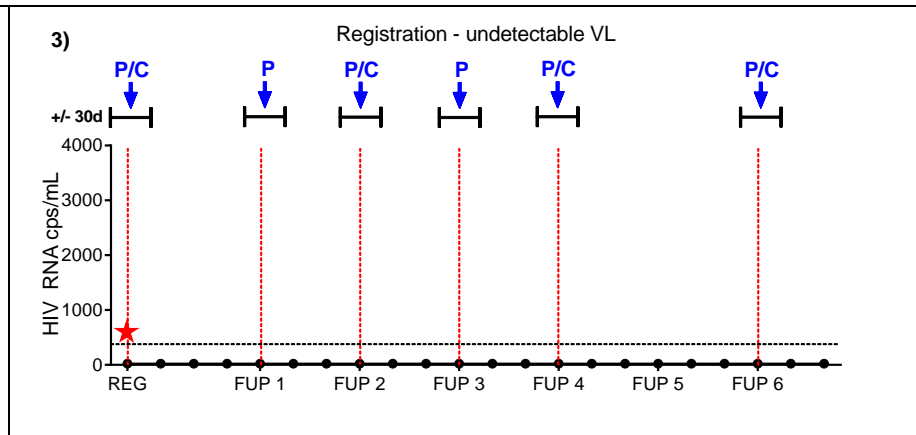 3)
Registration - undetectable VL
P/C P P/C P P/C P/C
+/- 30d
4000
3000
2000
1000
0
HIV RNA cps/mL
REG FUP 1 FUP 2 FUP 3 FUP 4 FUP 5 FUP 6